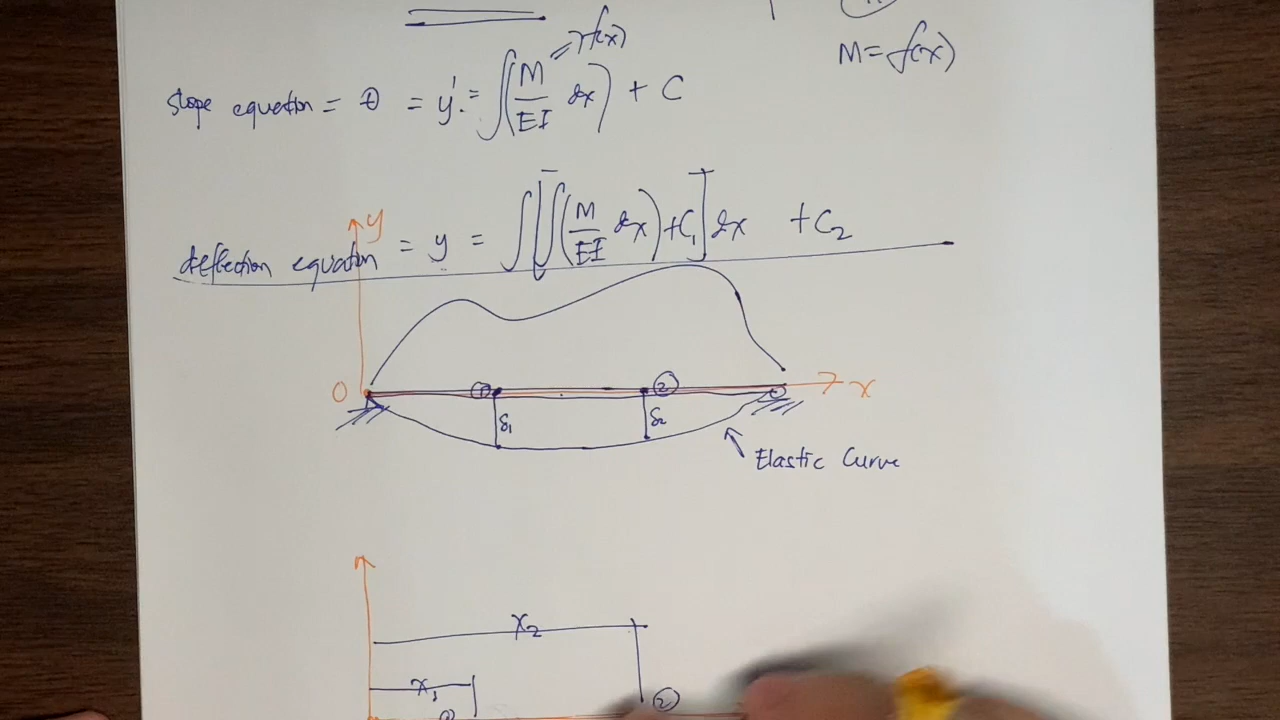 M = f(x)
slope equation = θ = y' = ∫(M/EI dx) + C
=> f(x)
deflection equation = y = ∫[∫(M/EI dx) + C1] dx + C2
y
0
① ②
x
δ1 δ2
Elastic Curve
x2
x1
① ②